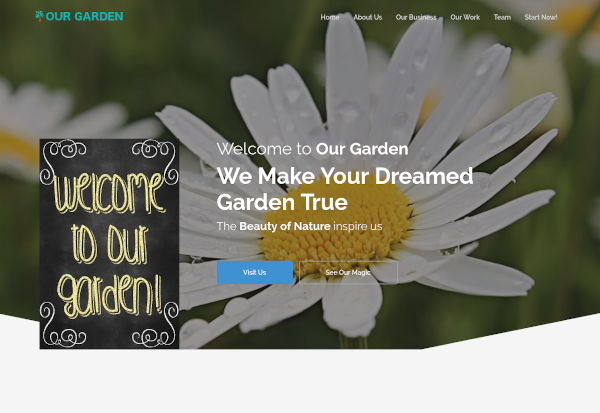 OUR GARDEN
Home About Us Our Business Our Work Team Start Now!
welcome
to our
garden!
Welcome to Our Garden
We Make Your Dreamed
Garden True
The Beauty of Nature inspire us
Visit Us See Our Magic